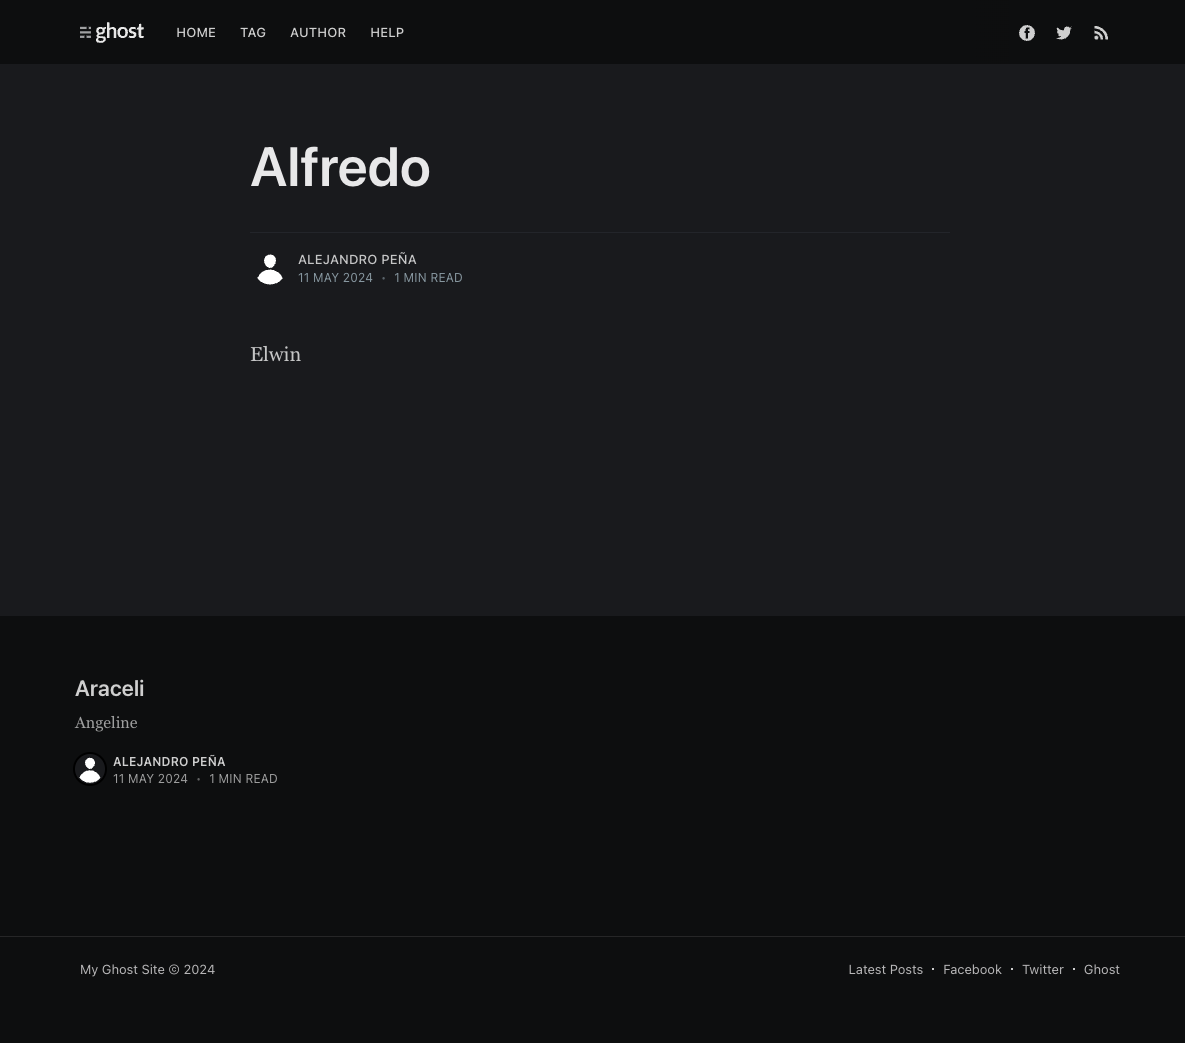 ghost HOME TAG AUTHOR HELP
Alfredo
ALEJANDRO PEÑA
11 MAY 2024 • 1 MIN READ
Elwin
Araceli
Angeline
ALEJANDRO PEÑA
11 MAY 2024 • 1 MIN READ
My Ghost Site © 2024
Latest Posts • Facebook • Twitter • Ghost